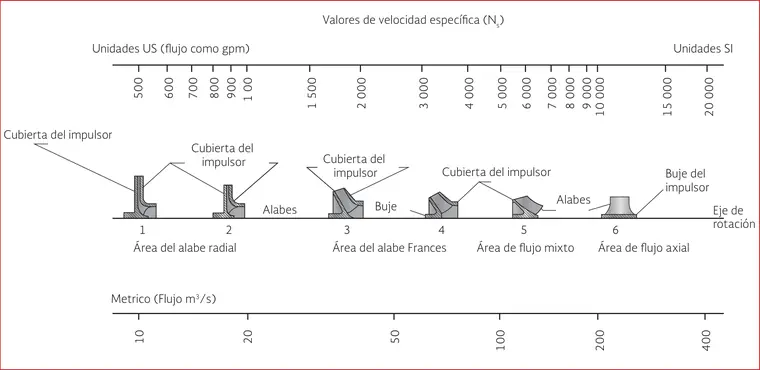 Valores de velocidad específica (Ns)
Unidades US (flujo como gpm)
Unidades SI
500
600
700
800
900
1 00
1 500
2 000
3 000
4 000
5 000
6 000
7 000
8 000
9 000
10 000
15 000
20 000
Cubierta del impulsor
Cubierta del
impulsor
Cubierta del
impulsor
Cubierta del impulsor
Buje del
impulsor
Alabes
Buje
Alabes
Eje de
rotación
1
2
3
4
5
6
Área del alabe radial
Área del alabe Frances
Área de flujo mixto
Área de flujo axial
Metrico (Flujo m³/s)
10
20
50
100
200
400